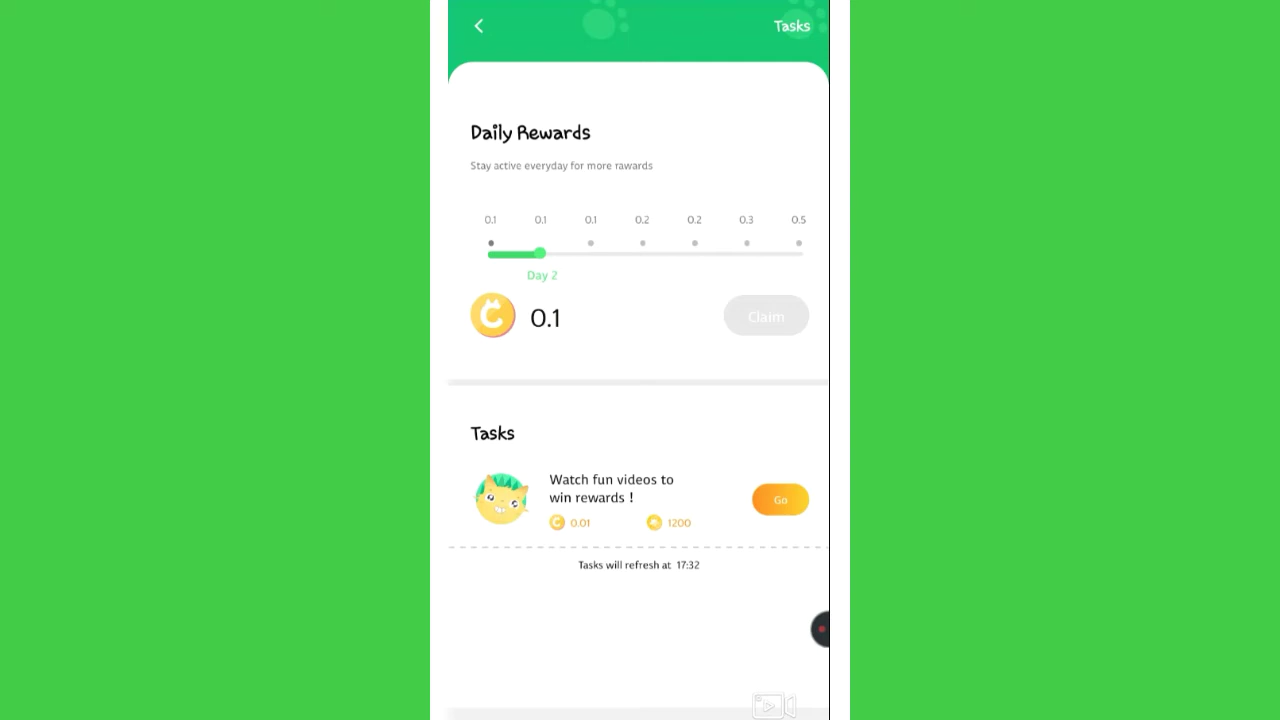 Tasks
Daily Rewards
Stay active everyday for more rawards
0.1 0.1 0.1 0.2 0.2 0.3 0.5
Day 2
0.1 Claim
Tasks
Watch fun videos to
win rewards !
Go
0.01 1200
Tasks will refresh at 17:32